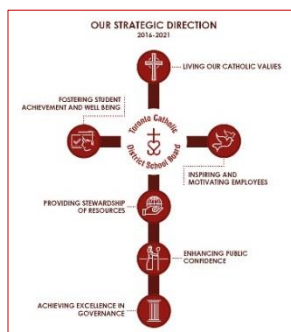 OUR STRATEGIC DIRECTION
2016-2021
LIVING OUR CATHOLIC VALUES
FOSTERING STUDENT
ACHIEVEMENT AND WELL BEING
Toronto Catholic
District School Board
INSPIRING AND
MOTIVATING EMPLOYEES
PROVIDING STEWARDSHIP
OF RESOURCES
ENHANCING PUBLIC
CONFIDENCE
ACHIEVING EXCELLENCE IN
GOVERNANCE